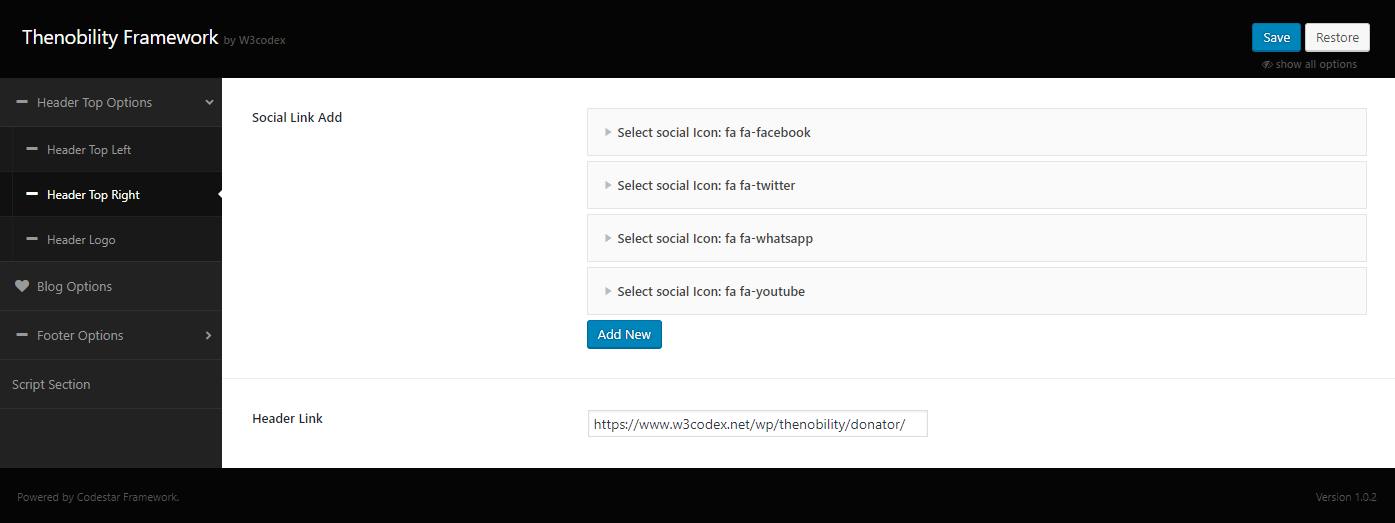 Thenobility Framework by W3codex
Save Restore
show all options
Header Top Options
Header Top Left
Header Top Right
Header Logo
Blog Options
Footer Options
Script Section
Social Link Add
Select social Icon: fa fa-facebook
Select social Icon: fa fa-twitter
Select social Icon: fa fa-whatsapp
Select social Icon: fa fa-youtube
Add New
Header Link
https://www.w3codex.net/wp/thenobility/donator/
Powered by Codestar Framework.
Version 1.0.2